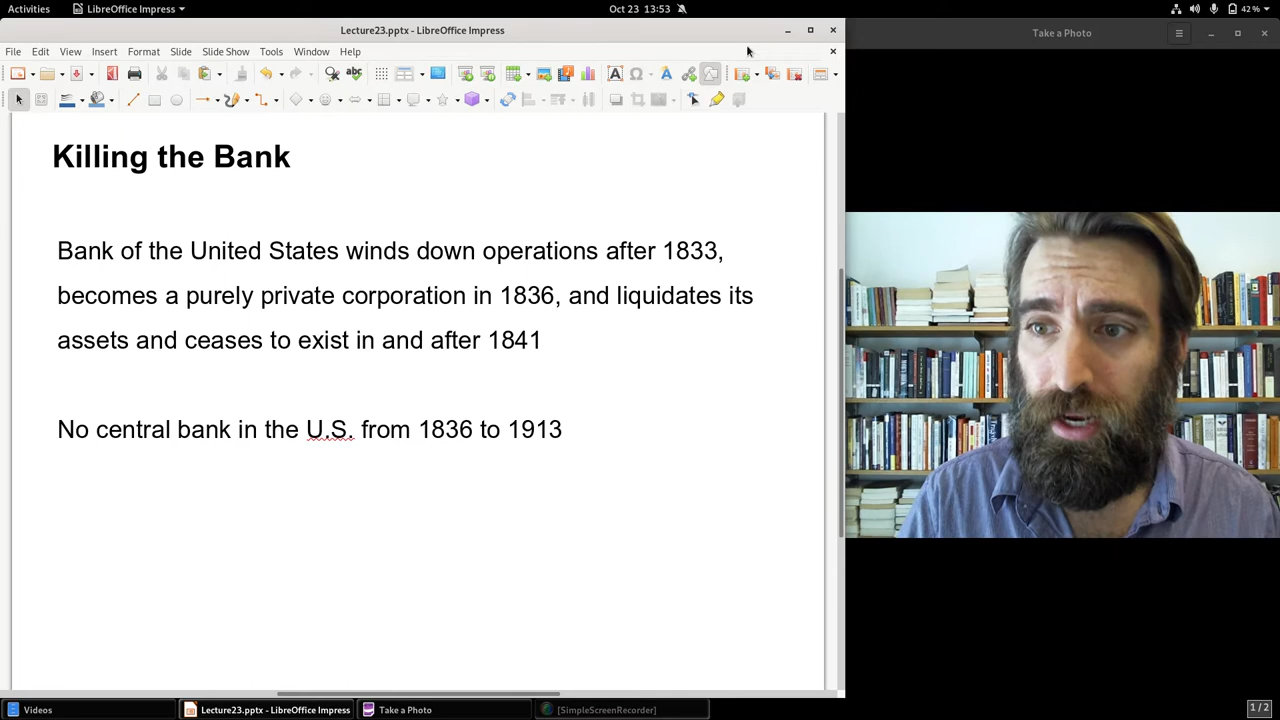 Activities
LibreOffice Impress
Oct 23 13:53
42 %
Lecture23.pptx - LibreOffice Impress
Take a Photo
File Edit View Insert Format Slide Slide Show Tools Window Help
Killing the Bank
Bank of the United States winds down operations after 1833,
becomes a purely private corporation in 1836, and liquidates its
assets and ceases to exist in and after 1841
No central bank in the U.S. from 1836 to 1913
Videos
Lecture23.pptx - LibreOffice Impress
Take a Photo
[SimpleScreenRecorder]
1 / 2